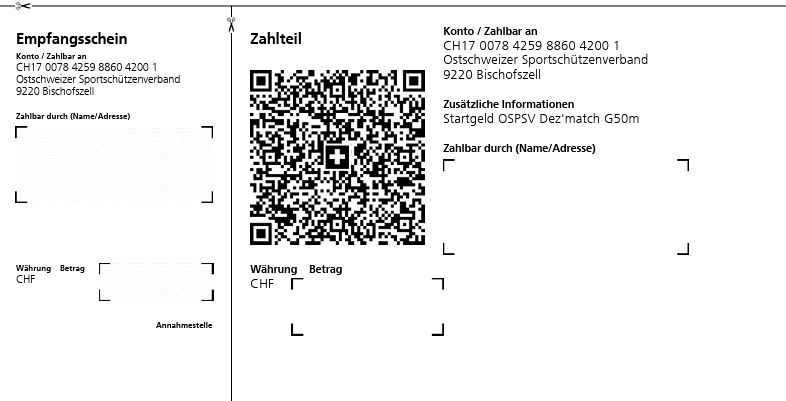 Empfangsschein
Konto / Zahlbar an
CH17 0078 4259 8860 4200 1
Ostschweizer Sportschützenverband
9220 Bischofszell
Zahlbar durch (Name/Adresse)
Währung Betrag
CHF
Annahmestelle
Zahlteil
Währung Betrag
CHF
Konto / Zahlbar an
CH17 0078 4259 8860 4200 1
Ostschweizer Sportschützenverband
9220 Bischofszell
Zusätzliche Informationen
Startgeld OSPSV Dez'match G50m
Zahlbar durch (Name/Adresse)